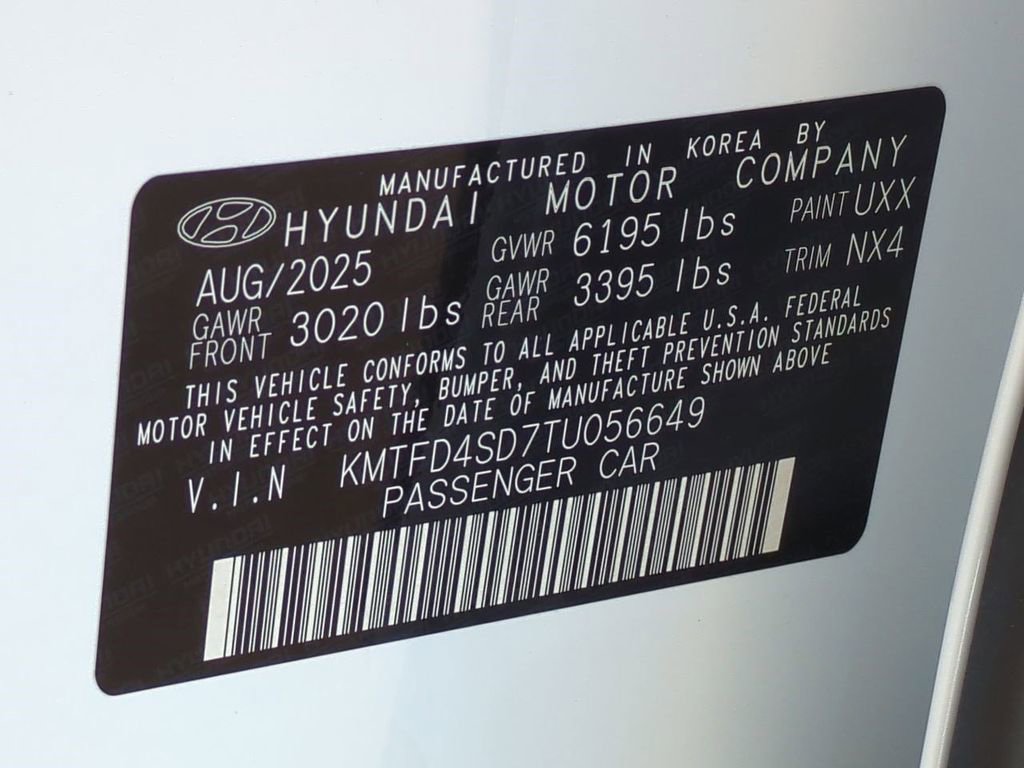 MANUFACTURED IN KOREA BY
HYUNDAI MOTOR COMPANY
AUG/2025 GVWR 6195 lbs PAINT UXX
GAWR FRONT 3020 lbs GAWR REAR 3395 lbs TRIM NX4
THIS VEHICLE CONFORMS TO ALL APPLICABLE U.S.A. FEDERAL
MOTOR VEHICLE SAFETY, BUMPER, AND THEFT PREVENTION STANDARDS
IN EFFECT ON THE DATE OF MANUFACTURE SHOWN ABOVE
V.I.N KMTFD4SD7TU056649
PASSENGER CAR